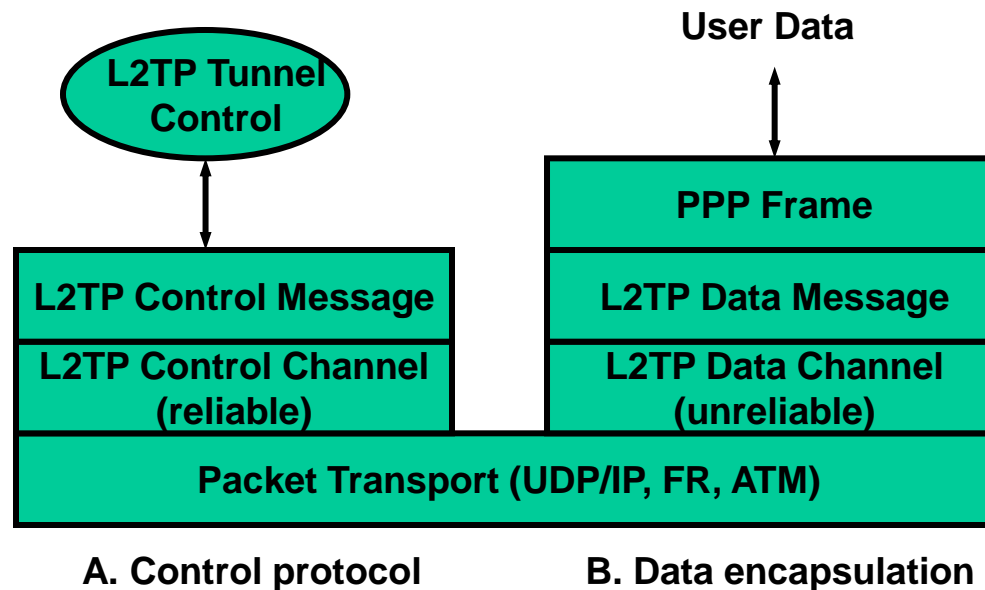 User Data
L2TP Tunnel
Control
PPP Frame
L2TP Control Message
L2TP Data Message
L2TP Control Channel
(reliable)
L2TP Data Channel
(unreliable)
Packet Transport (UDP/IP, FR, ATM)
A. Control protocol
B. Data encapsulation